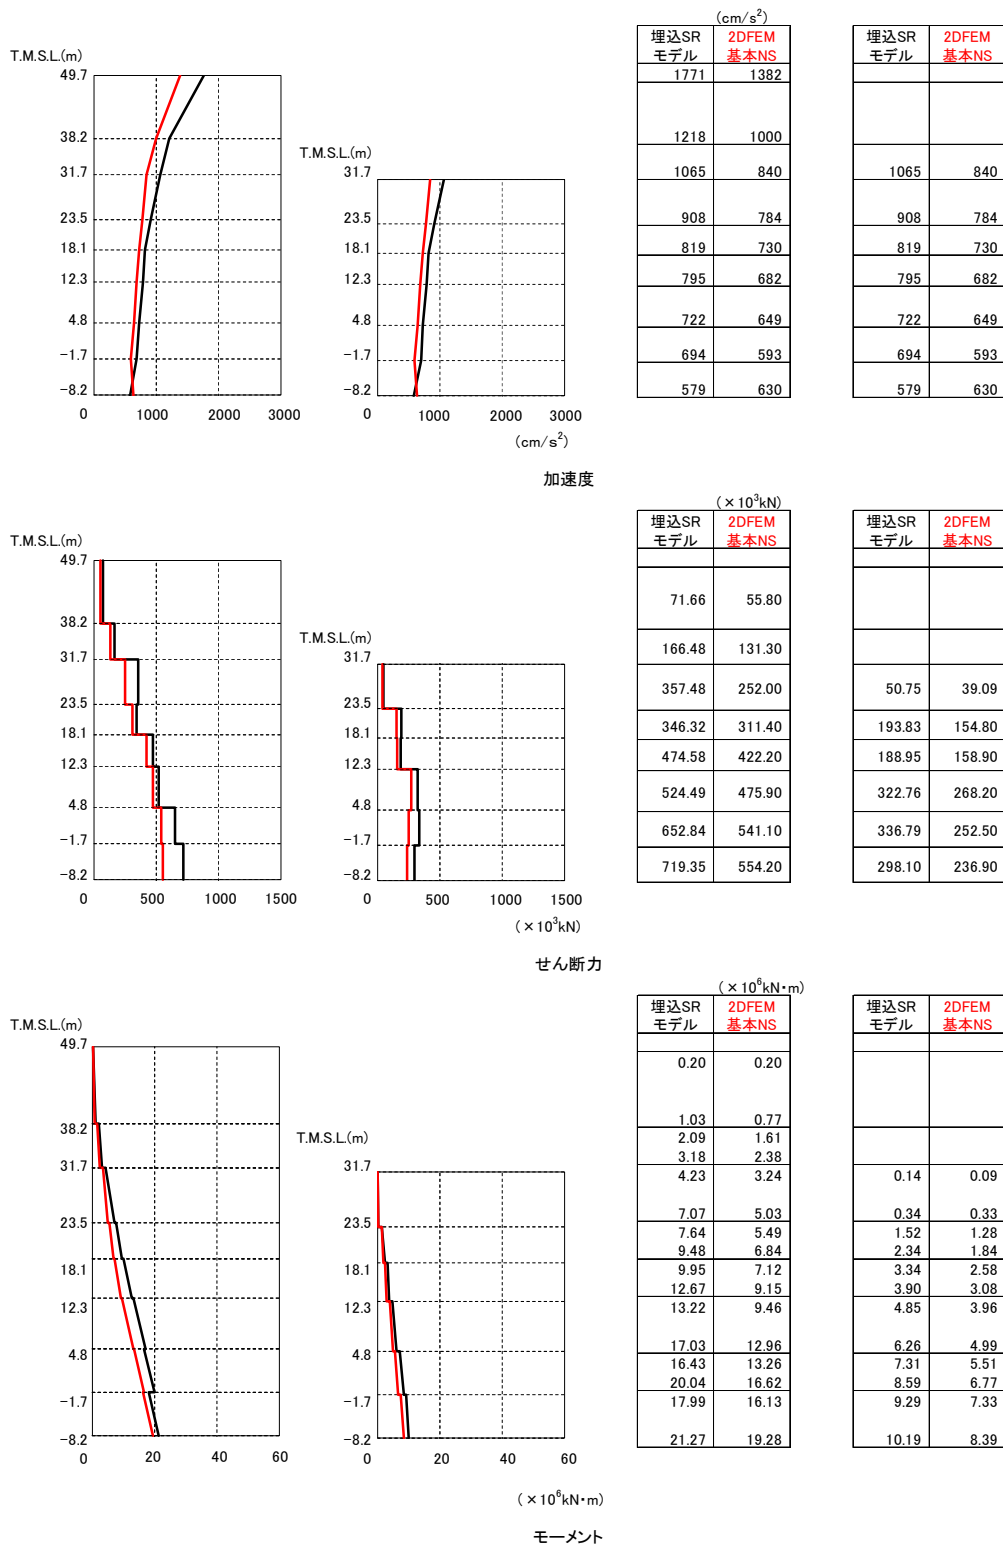 (cm/s²)
埋込SR 2DFEM 埋込SR 2DFEM
モデル 基本NS モデル 基本NS
T.M.S.L.(m)
49.7
38.2
31.7
23.5
18.1
12.3
4.8
−1.7
−8.2
0 1000 2000 3000
T.M.S.L.(m)
31.7
23.5
18.1
12.3
4.8
−1.7
−8.2
0 1000 2000 3000
(cm/s²)
1771 1382
1218 1000
1065 840 1065 840
908 784 908 784
819 730 819 730
795 682 795 682
722 649 722 649
694 593 694 593
579 630 579 630
加速度
(×10³kN)
埋込SR 2DFEM 埋込SR 2DFEM
モデル 基本NS モデル 基本NS
T.M.S.L.(m)
49.7
38.2
31.7
23.5
18.1
12.3
4.8
−1.7
−8.2
0 500 1000 1500
T.M.S.L.(m)
31.7
23.5
18.1
12.3
4.8
−1.7
−8.2
0 500 1000 1500
(×10³kN)
71.66 55.80
166.48 131.30
357.48 252.00 50.75 39.09
346.32 311.40 193.83 154.80
474.58 422.20 188.95 158.90
524.49 475.90 322.76 268.20
652.84 541.10 336.79 252.50
719.35 554.20 298.10 236.90
せん断力
(×10⁶kN・m)
埋込SR 2DFEM 埋込SR 2DFEM
モデル 基本NS モデル 基本NS
T.M.S.L.(m)
49.7
38.2
31.7
23.5
18.1
12.3
4.8
−1.7
−8.2
0 20 40 60
T.M.S.L.(m)
31.7
23.5
18.1
12.3
4.8
−1.7
−8.2
0 20 40 60
(×10⁶kN・m)
0.20 0.20
1.03 0.77
2.09 1.61
3.18 2.38
4.23 3.24 0.14 0.09
7.07 5.03 0.34 0.33
7.64 5.49 1.52 1.28
9.48 6.84 2.34 1.84
9.95 7.12 3.34 2.58
12.67 9.15 3.90 3.08
13.22 9.46 4.85 3.96
17.03 12.96 6.26 4.99
16.43 13.26 7.31 5.51
20.04 16.62 8.59 6.77
17.99 16.13 9.29 7.33
21.27 19.28 10.19 8.39
モーメント